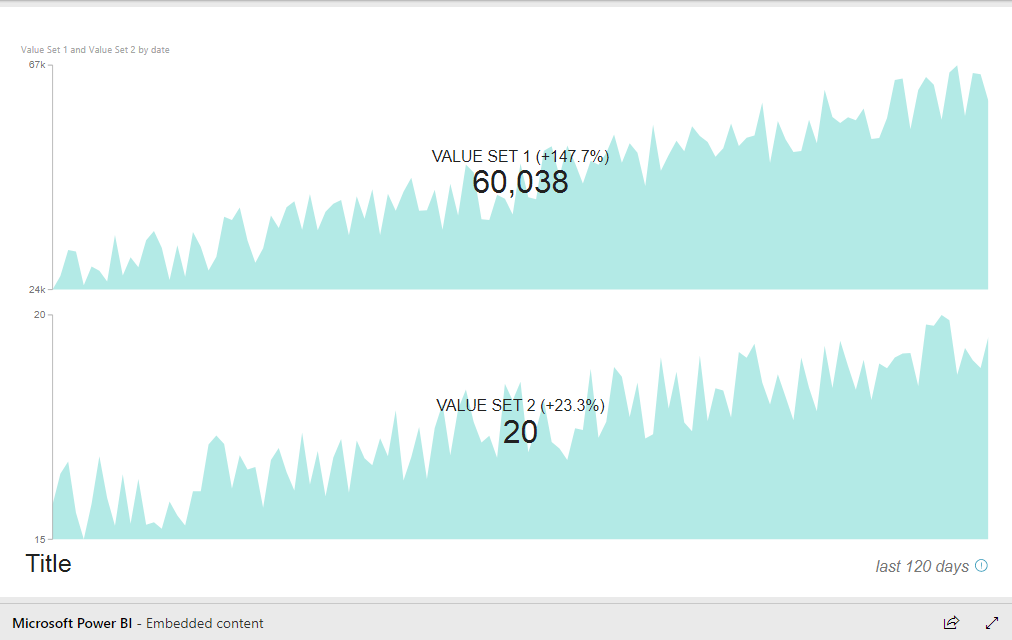 Value Set 1 and Value Set 2 by date
67k
VALUE SET 1 (+147.7%)
60,038
24k
20
VALUE SET 2 (+23.3%)
20
15
Title
last 120 days
Microsoft Power BI - Embedded content